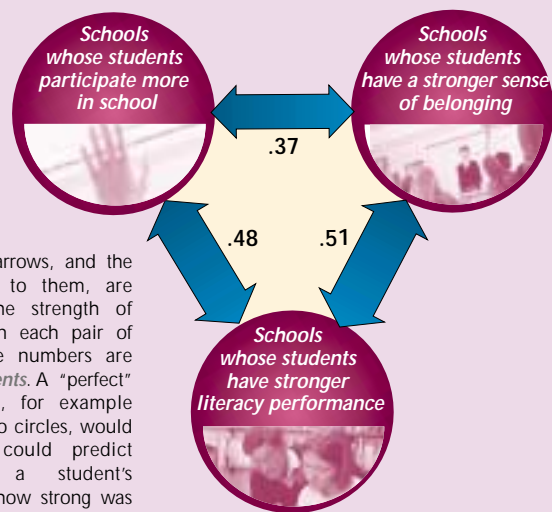 Schools
whose students
participate more
in school
Schools
whose students
have a stronger sense
of belonging
.37
.48
.51
Schools
whose students
have stronger
literacy performance
arrows, and the
to them, are
strength of
each pair of
numbers are
A “perfect”
, for example
circles, would
could predict
a student's
how strong was